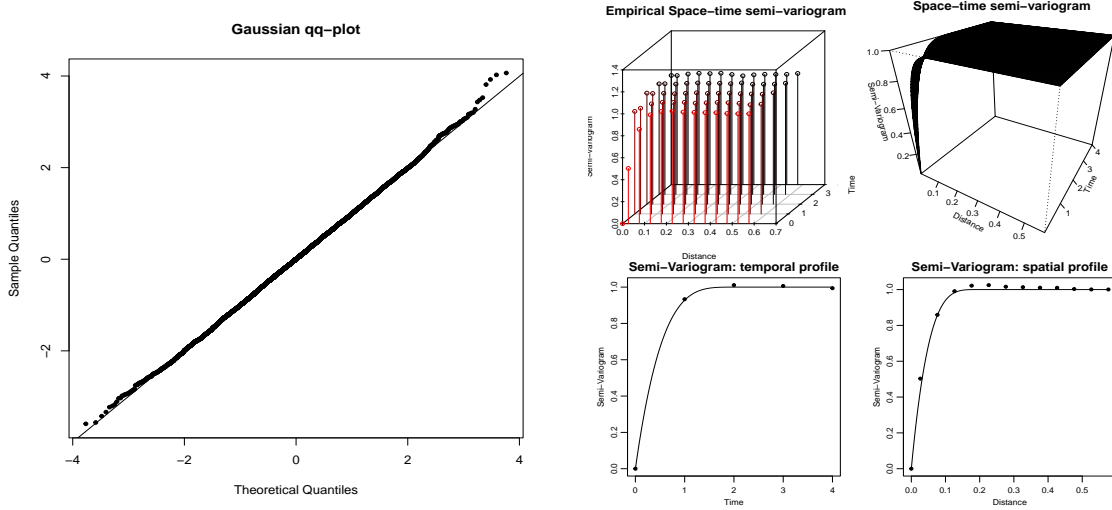 Gaussian qq−plot
Sample Quantiles
4
2
0
−2
−4 −2 0 2 4
Theoretical Quantiles
Empirical Space−time semi−variogram
Semi−variogram
0.0 0.2 0.4 0.6 0.8 1.0 1.2 1.4
0.0 0.1 0.2 0.3 0.4 0.5 0.6 0.7
Distance
0 1 2 3
Time
Space−time semi−variogram
Semi−Variogram
1.0
0.8
0.6
0.4
0.2
0.1 0.2 0.3 0.4 0.5
Distance
1 2 3 4
Time
Semi−Variogram: temporal profile
Semi−Variogram
0.0 0.2 0.4 0.6 0.8 1.0
0 1 2 3 4
Time
Semi−Variogram: spatial profile
Semi−Variogram
0.0 0.2 0.4 0.6 0.8 1.0
0.0 0.1 0.2 0.3 0.4 0.5
Distance